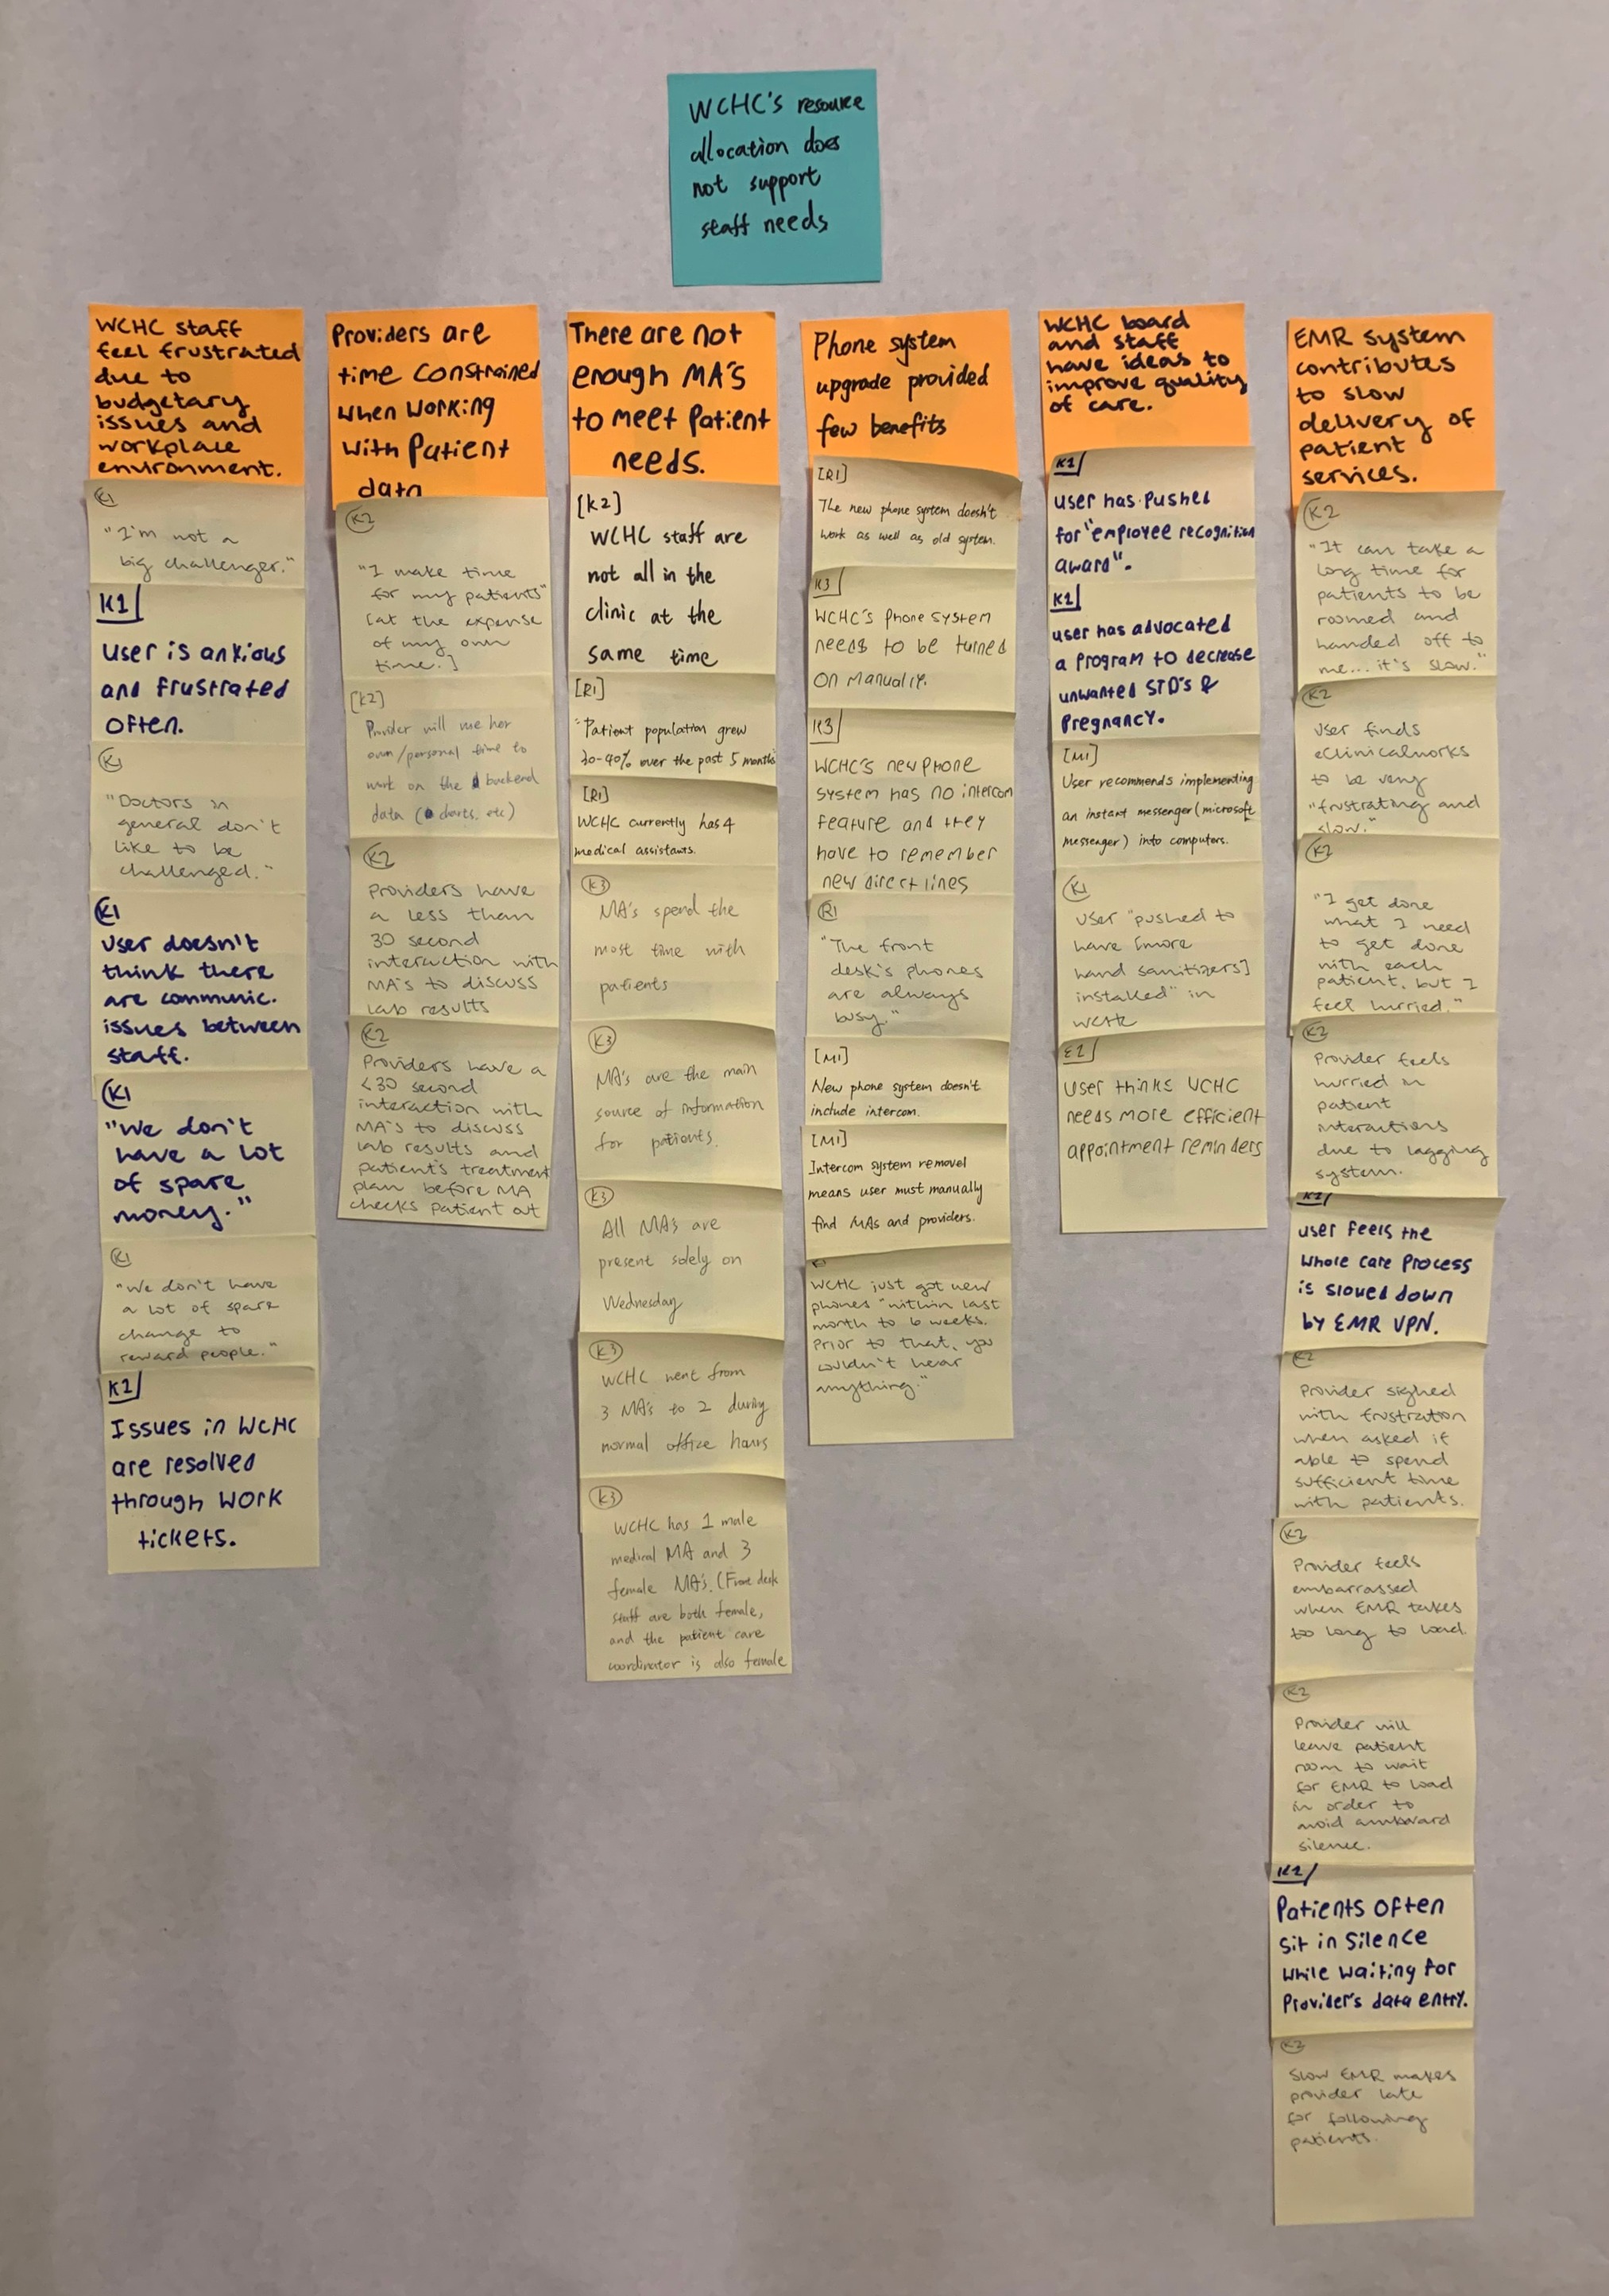 WCHC's resource
allocation does
not support
staff needs
WCHC staff
feel frustrated
due to
budgetary
issues and
workplace
environment.
K1
"I'm not a
big challenger."
K1
User is anxious
and frustrated
often.
K1
"Doctors in
general don't
like to be
challenged."
K1
User doesn't
think there
are communic.
issues between
staff.
K1
"We don't
have a lot
of spare
money."
K1
"We don't have
a lot of spare
change to
reward people."
K2
Issues in WCHC
are resolved
through work
tickets.
Providers are
time constrained
when working
with Patient
data
K2
"I make time
for my patients"
[at the expense
of my own
time.]
[K2]
Provider will use her
own/personal time to
work on the backend
data (charts, etc)
K2
Providers have
a less than
30 second
interaction with
MA's to discuss
lab results
K2
Providers have a
<30 second
interaction with
MA's to discuss
lab results and
patient's treatment
plan before MA
checks patient out
There are not
enough MA's
to meet Patient
needs.
[K2]
WCHC staff are
not all in the
clinic at the
same time
[R1]
"Patient population grew
over the past 5 months
[R1]
WCHC currently has 4
medical assistants.
K3
MA's spend the
most time with
patients
K3
MA's are the main
source of information
for patients.
K3
All MA's are
present solely on
Wednesday
K3
WCHC went from
3 MA's to 2 during
normal office hours
K3
WCHC has 1 male
medical MA and 3
female MA's. (Front desk
staff are both female,
and the patient care
coordinator is also female
Phone system
upgrade provided
few benefits
[R1]
The new phone system doesn't
work as well as old system.
K3
WCHC's Phone system
needs to be turned
on manually.
K3
WCHC's new phone
system has no intercom
feature and they
have to remember
new direct lines
R1
"The front
desk's phones
are always
busy."
[M1]
New phone system doesn't
include intercom.
[M1]
Intercom system removel
means user must manually
find MAs and providers.
WCHC just got new
phones "within last
month to 6 weeks.
Prior to that, you
couldn't hear
anything."
WCHC board
and staff
have ideas to
improve quality
of care.
K1
user has pushed
for "employee recognition
award".
K1
user has advocated
a program to decrease
unwanted STD's &
Pregnancy.
[M1]
User recommends implementing
an instant messenger (microsoft
messenger) into computers.
K1
User "pushed to
have [more
hand sanitizers]
installed" in
WCHC
E2
User thinks WCHC
needs more efficient
appointment reminders
EMR system
contributes
to slow
delivery of
patient
services.
K2
"It can take a
long time for
patients to be
roomed and
handed off to
me... it's slow."
K2
User finds
eClinicalWorks
to be very
"frustrating and
slow."
K2
"I get done
what I need
to get done
with each
patient, but I
feel hurried."
K2
Provider feels
hurried in
patient
interactions
due to lagging
system.
K2
user feels the
whole care process
is slowed down
by EMR VPN.
K2
Provider sighed
with frustration
when asked if
able to spend
sufficient time
with patients.
K2
Provider feels
embarrassed
when EMR takes
too long to load.
K2
Provider will
leave patient
room to wait
for EMR to load
in order to
avoid awkward
silence.
K2
Patients often
sit in silence
while waiting for
Provider's data entry.
K2
Slow EMR makes
provider late
for following
patients.